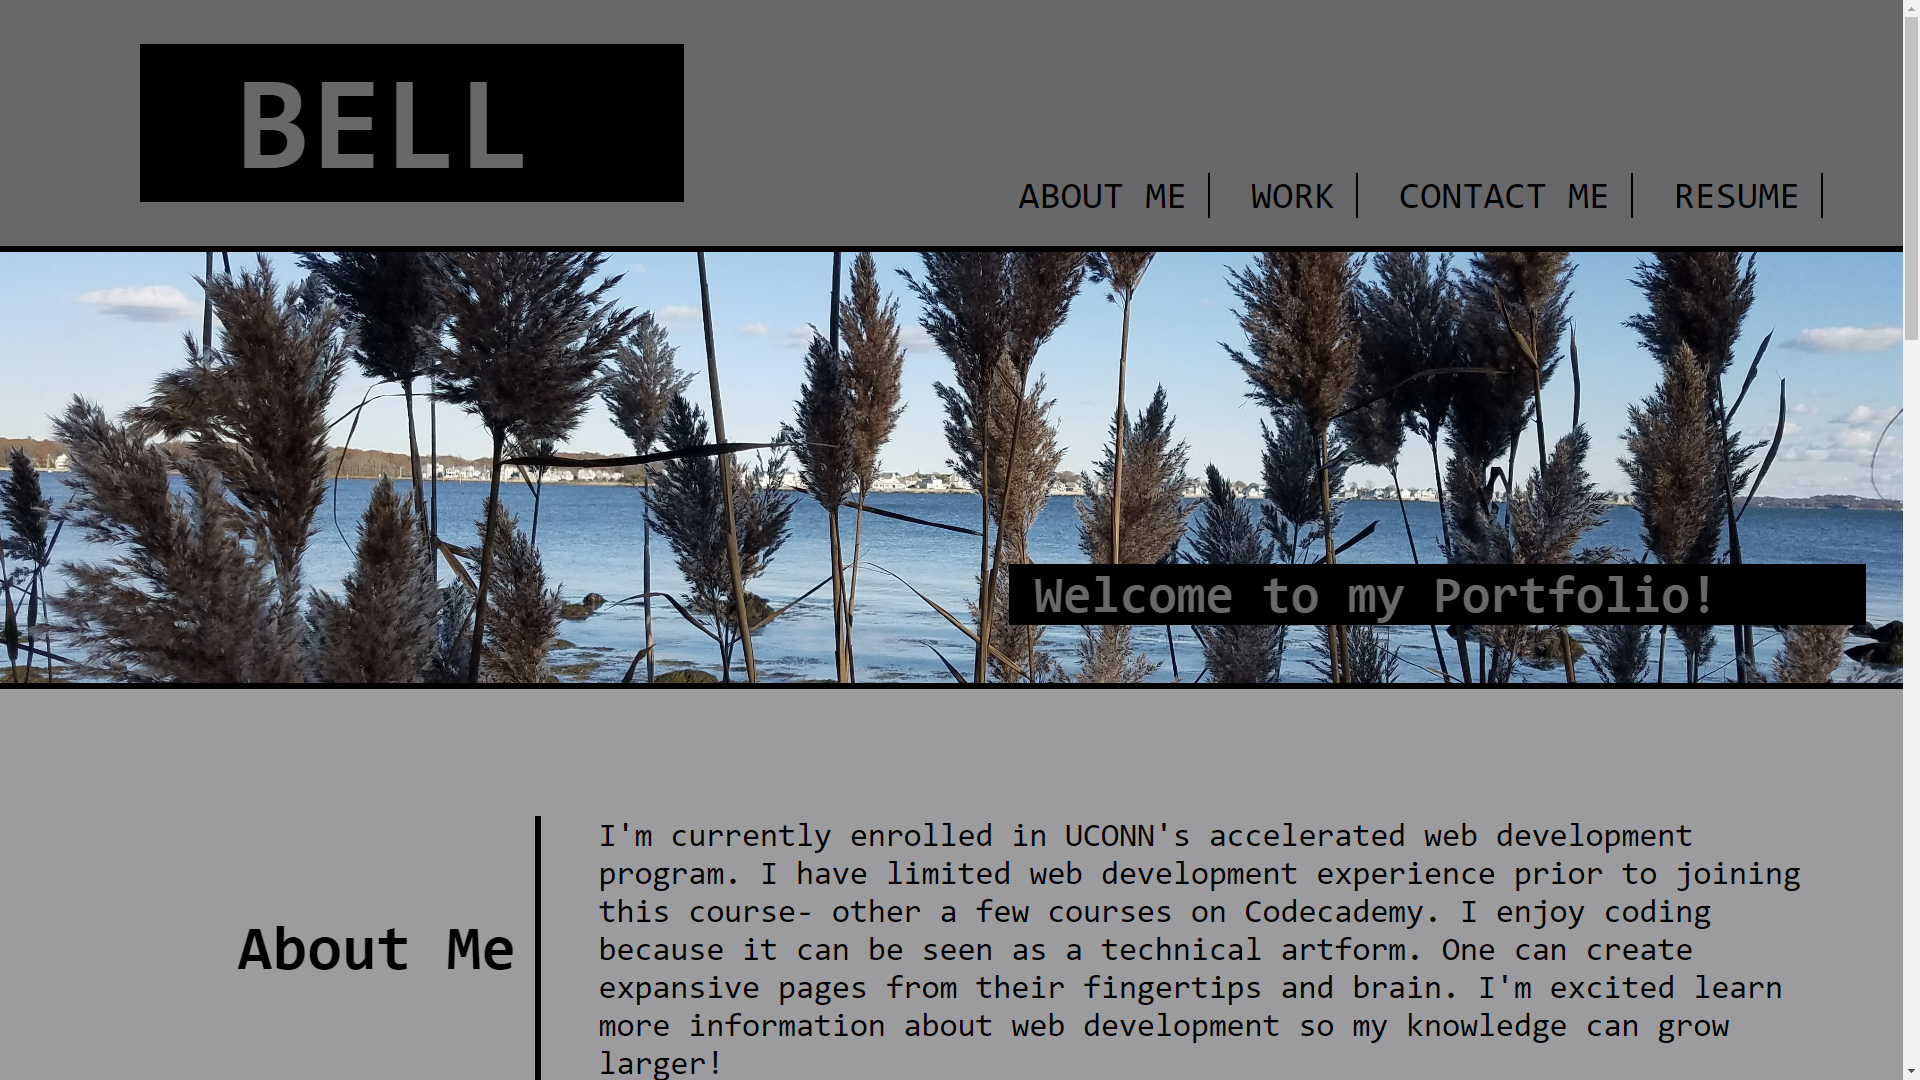 BELL
ABOUT ME
WORK
CONTACT ME
RESUME
Welcome to my Portfolio!
About Me
I'm currently enrolled in UCONN's accelerated web development
program. I have limited web development experience prior to joining
this course- other a few courses on Codecademy. I enjoy coding
because it can be seen as a technical artform. One can create
expansive pages from their fingertips and brain. I'm excited learn
more information about web development so my knowledge can grow
larger!